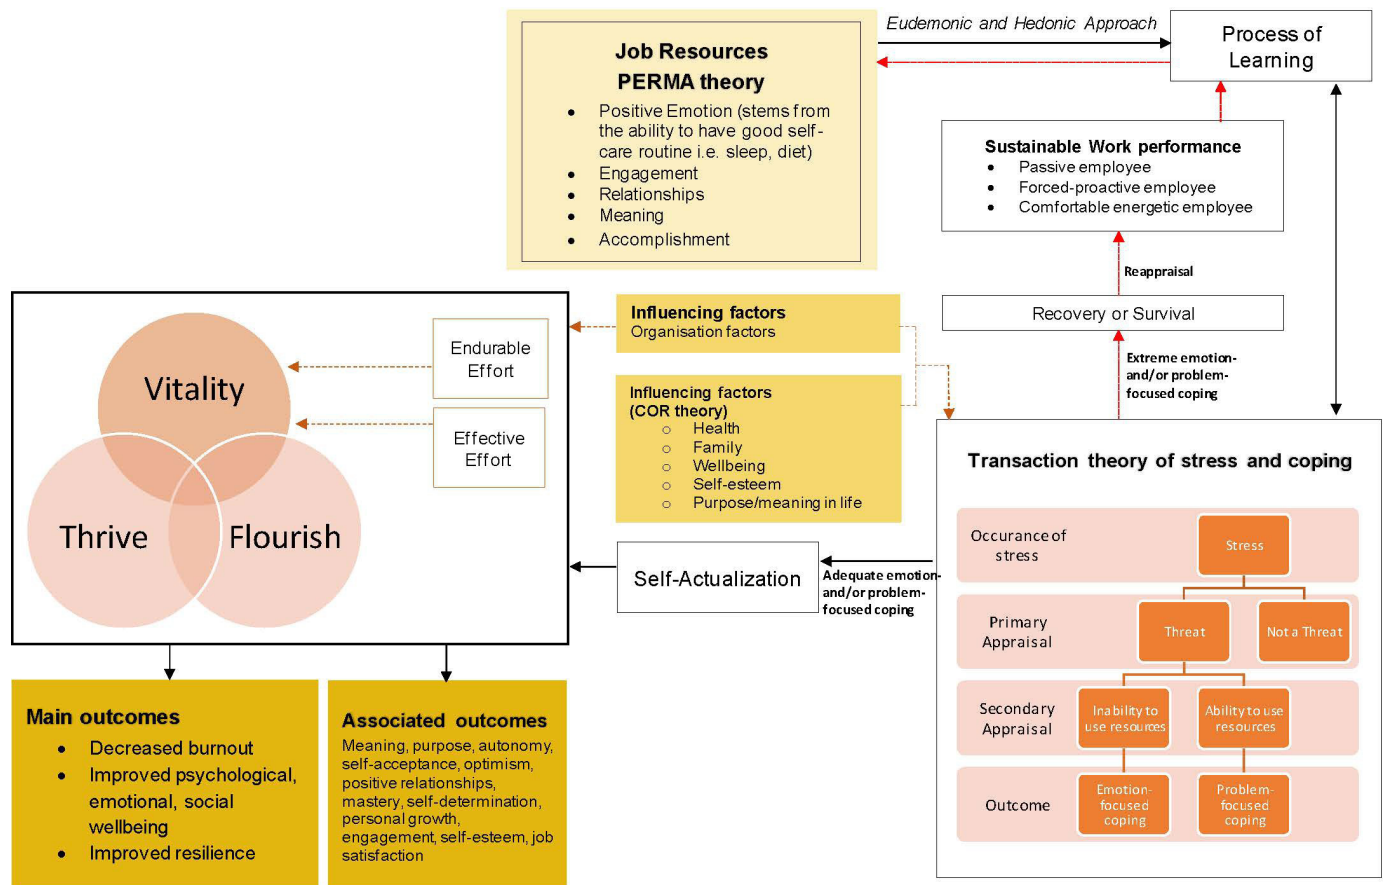 Job Resources
PERMA theory
• Positive Emotion (stems from
the ability to have good self-
care routine i.e. sleep, diet)
• Engagement
• Relationships
• Meaning
• Accomplishment
Eudemonic and Hedonic Approach
Process of
Learning
Sustainable Work performance
• Passive employee
• Forced-proactive employee
• Comfortable energetic employee
Reappraisal
Recovery or Survival
Extreme emotion-
and/or problem-
focused coping
Vitality
Thrive
Flourish
Endurable
Effort
Effective
Effort
Influencing factors
Organisation factors
Influencing factors
(COR theory)
o Health
o Family
o Wellbeing
o Self-esteem
o Purpose/meaning in life
Self-Actualization
Adequate emotion-
and/or problem-
focused coping
Transaction theory of stress and coping
Occurance of
stress
Stress
Primary
Appraisal
Threat
Not a Threat
Secondary
Appraisal
Inability to
use resources
Ability to use
resources
Outcome
Emotion-
focused
coping
Problem-
focused
coping
Main outcomes
• Decreased burnout
• Improved psychological,
emotional, social
wellbeing
• Improved resilience
Associated outcomes
Meaning, purpose, autonomy,
self-acceptance, optimism,
positive relationships,
mastery, self-determination,
personal growth,
engagement, self-esteem, job
satisfaction